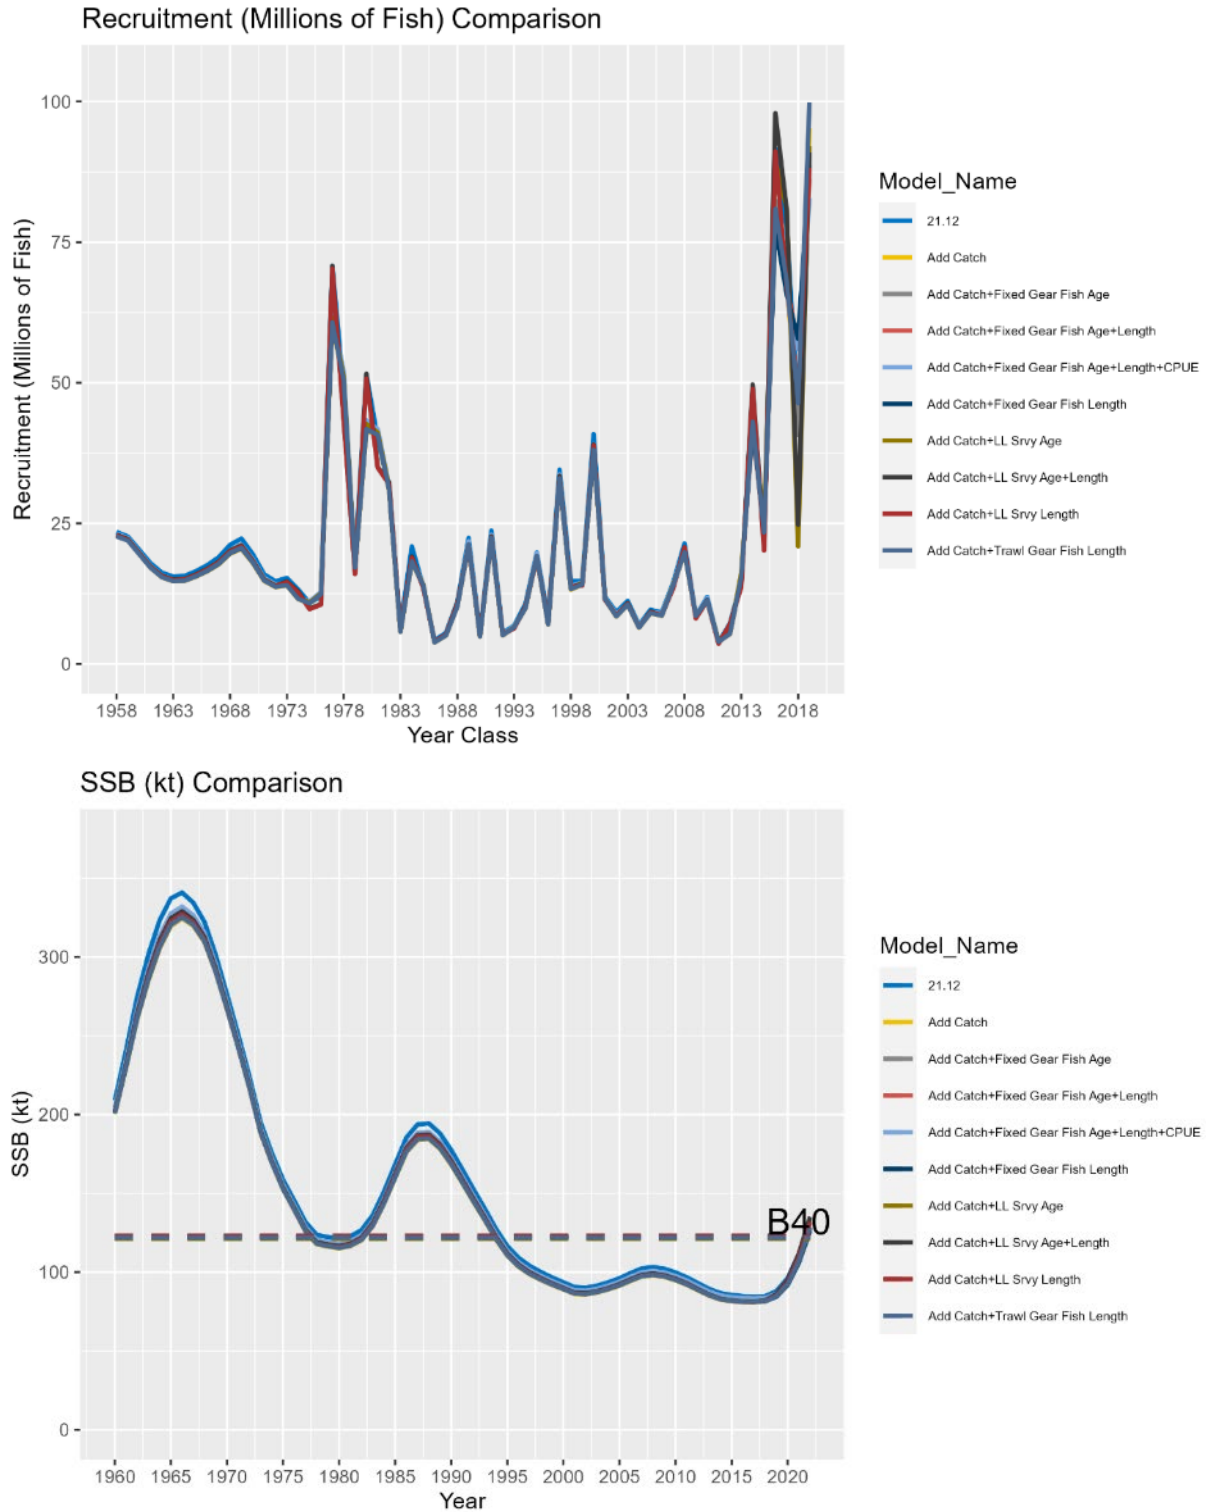 Recruitment (Millions of Fish) Comparison
Recruitment (Millions of Fish)
100
75
50
25
0
1958 1963 1968 1973 1978 1983 1988 1993 1998 2003 2008 2013 2018
Year Class
Model_Name
21.12
Add Catch
Add Catch+Fixed Gear Fish Age
Add Catch+Fixed Gear Fish Age+Length
Add Catch+Fixed Gear Fish Age+Length+CPUE
Add Catch+Fixed Gear Fish Length
Add Catch+LL Srvy Age
Add Catch+LL Srvy Age+Length
Add Catch+LL Srvy Length
Add Catch+Trawl Gear Fish Length
SSB (kt) Comparison
SSB (kt)
300
200
100
0
B40
1960 1965 1970 1975 1980 1985 1990 1995 2000 2005 2010 2015 2020
Year
Model_Name
21.12
Add Catch
Add Catch+Fixed Gear Fish Age
Add Catch+Fixed Gear Fish Age+Length
Add Catch+Fixed Gear Fish Age+Length+CPUE
Add Catch+Fixed Gear Fish Length
Add Catch+LL Srvy Age
Add Catch+LL Srvy Age+Length
Add Catch+LL Srvy Length
Add Catch+Trawl Gear Fish Length